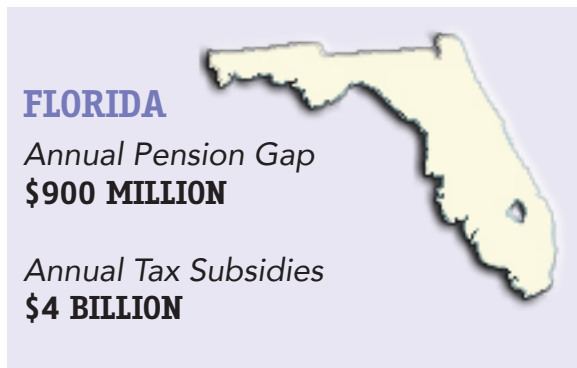 FLORIDA
Annual Pension Gap
$900 MILLION
Annual Tax Subsidies
$4 BILLION